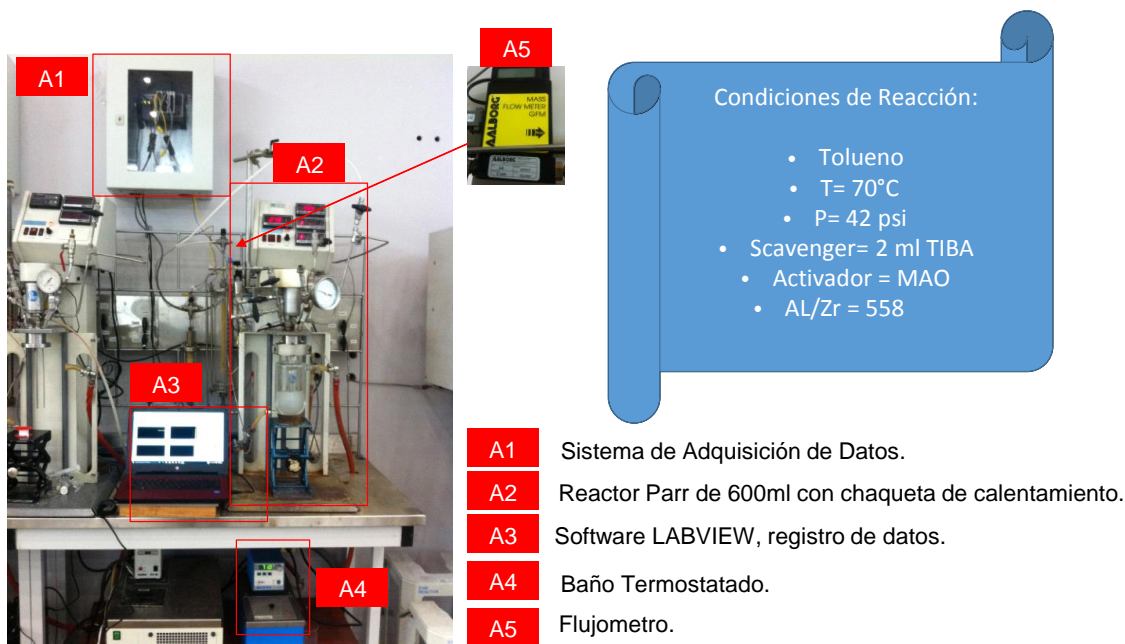 A1
A2
A3
A4
A5
AALBORG
MASS
FLOW METER
GFM
AALBORG
Condiciones de Reacción:
• Tolueno
• T= 70°C
• P= 42 psi
• Scavenger= 2 ml TIBA
• Activador = MAO
• AL/Zr = 558
A1 Sistema de Adquisición de Datos.
A2 Reactor Parr de 600ml con chaqueta de calentamiento.
A3 Software LABVIEW, registro de datos.
A4 Baño Termostatado.
A5 Flujometro.